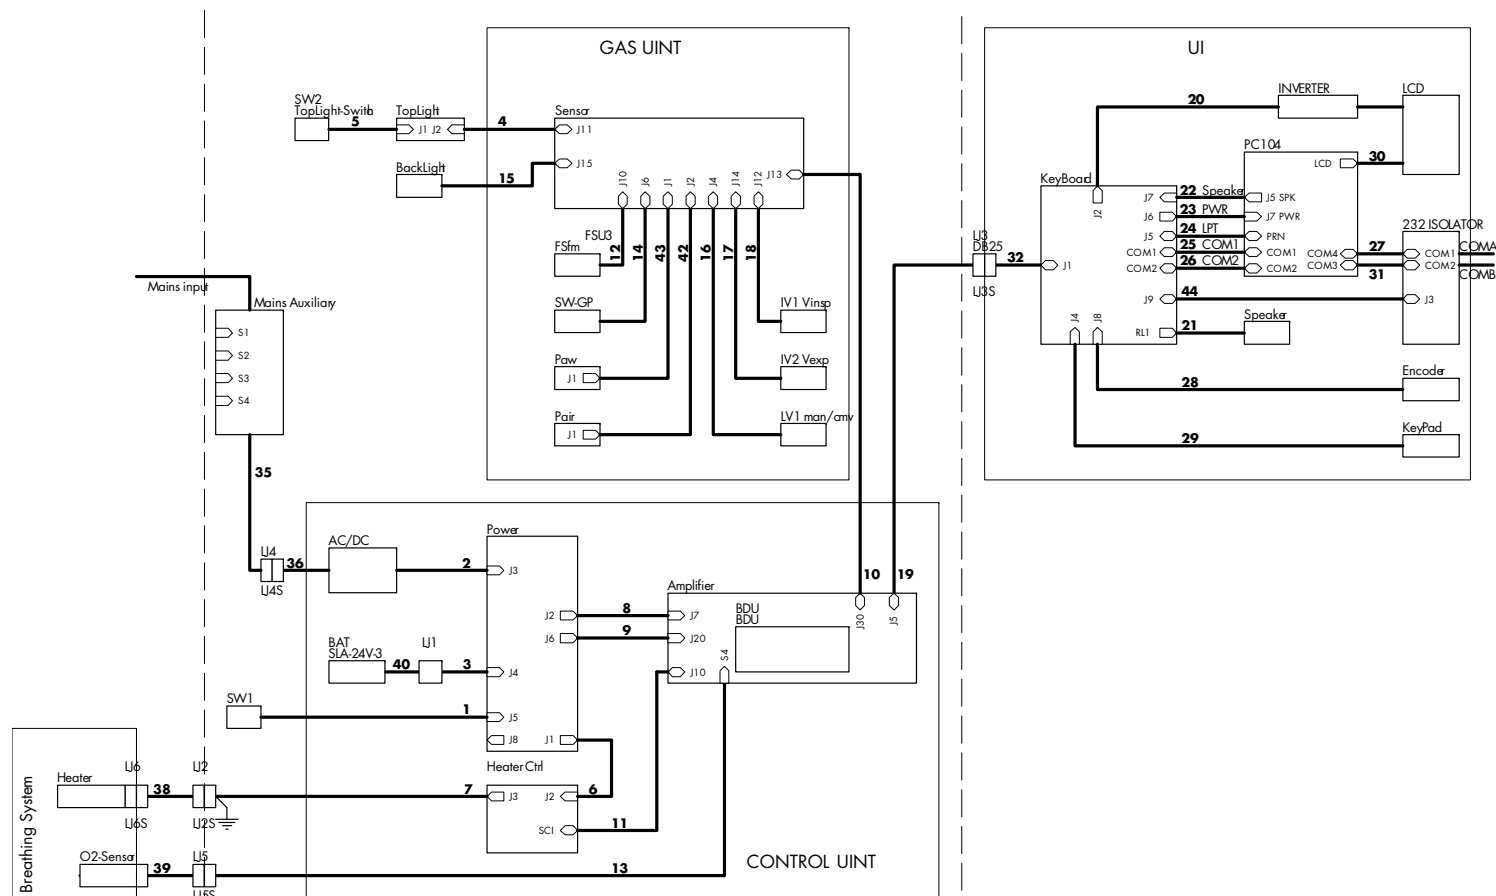 GAS UINT
UI
SW2
TopLight-Switch
5
TopLight
J1 J2
4
Sensor
J11
BackLight
15
J15
J10
J6
J1
J2
J4
J14
J12
J13
FSU3
FSfm
12
14
43
42
16
17
18
SW-GP
Paw
J1
Pair
J1
IV1 Vinsp
IV2 Vexp
LV1 man/cmv
20
INVERTER
LCD
PC104
LCD
30
KeyBoard
J2
J7
22 Speaker
J5 SPK
J6
23 PWR
J7 PWR
J5
24 LPT
PRN
COM1
25 COM1
COM1
COM2
26 COM2
COM2
COM4
COM3
27
31
232 ISOLATOR
COM1
COM2
COMA
COMB
J9
44
J3
RL1
21
Speaker
J4
J8
28
Encoder
29
KeyPad
LJ3
DB25
32
J1
LJ3S
Mains input
Mains Auxiliary
S1
S2
S3
S4
35
LJ4
36
LJ4S
AC/DC
2
Power
J3
J2
8
J7
J6
9
J20
BAT
SLA-24V-3
40
LJ1
3
J4
SW1
1
J5
J8
J1
Amplifier
BDU
BDU
J10
S4
J30
J5
10
19
Heater Ctrl
J3
J2
6
SCI
11
7
Breathing System
Heater
LJ6
38
LJ6S
LJ2
LJ2S
O2-Sensor
39
LJ5
LJ5S
13
CONTROL UINT